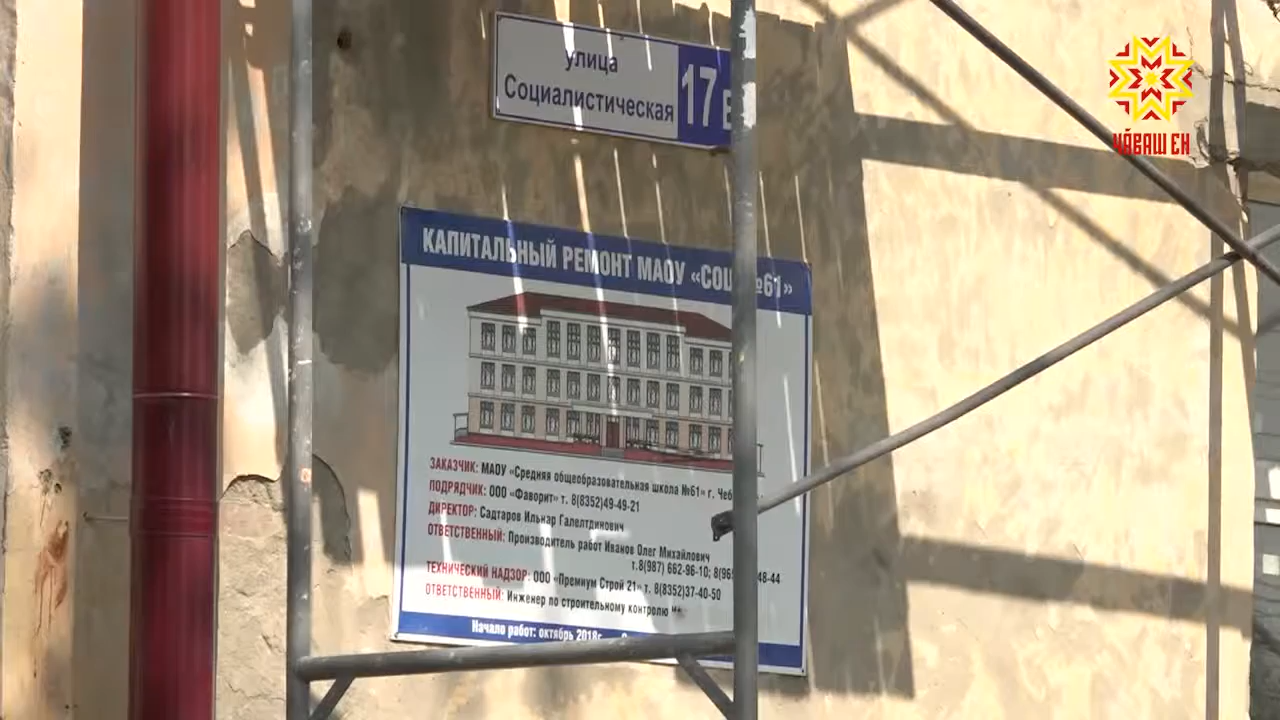 улица
Социалистическая
17
ЧӐВАШ ЕН
КАПИТАЛЬНЫЙ РЕМОНТ МАОУ «СОШ №61»
ЗАКАЗЧИК: МАОУ «Средняя общеобразовательная школа №61» г.
ПОДРЯДЧИК: ООО «Фаворит» т. 8(8352)49-49-21
ДИРЕКТОР: Садтаров Ильнар Галелтдинович
ОТВЕТСТВЕННЫЙ: Производитель работ Иванов Олег Михайлович
т.8(987) 662-96-10;
ТЕХНИЧЕСКИЙ НАДЗОР: ООО «Премиум Строй 21» т. 8(8352)37-40-50
ОТВЕТСТВЕННЫЙ: Инженер по строительному контролю
Начало работ: октябрь 2018г.